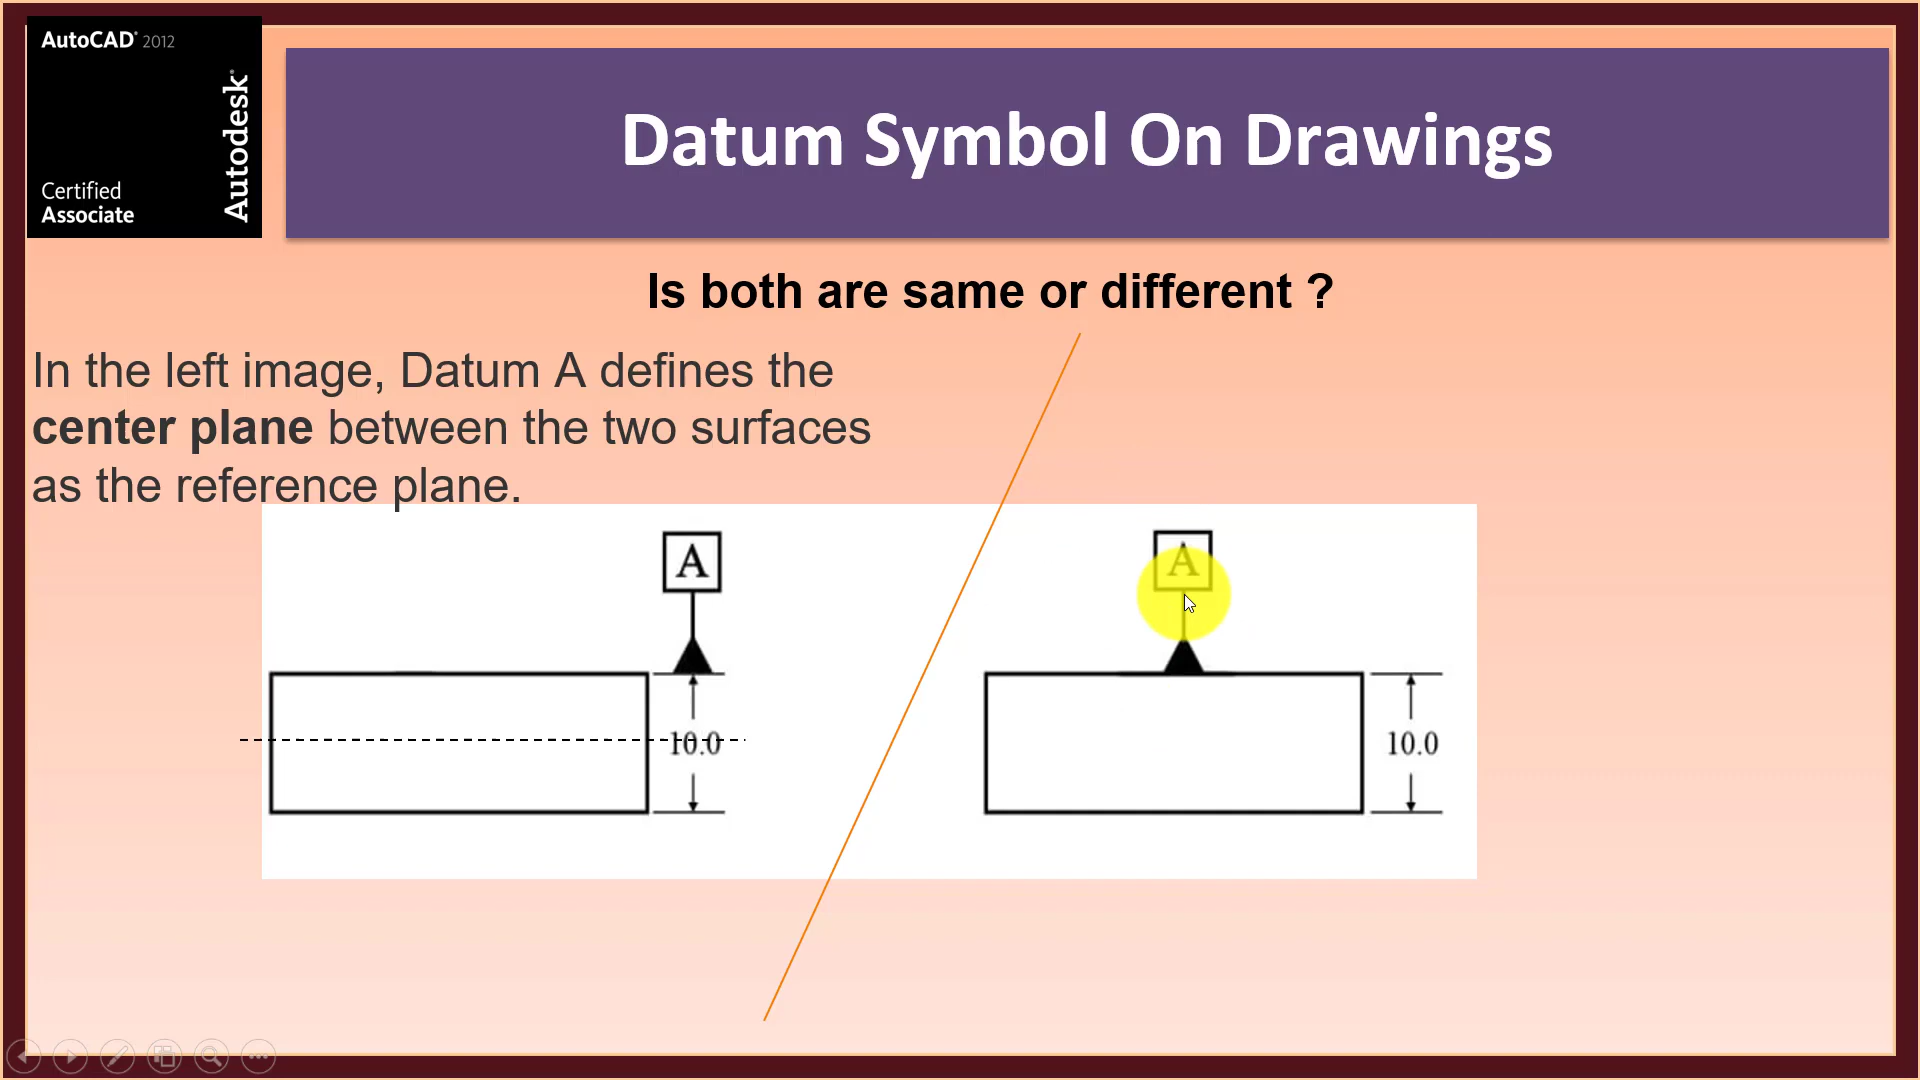 AutoCAD® 2012
Autodesk®
Certified
Associate
Datum Symbol On Drawings
Is both are same or different ?
In the left image, Datum A defines the
center plane between the two surfaces
as the reference plane.
A
A
10.0
10.0